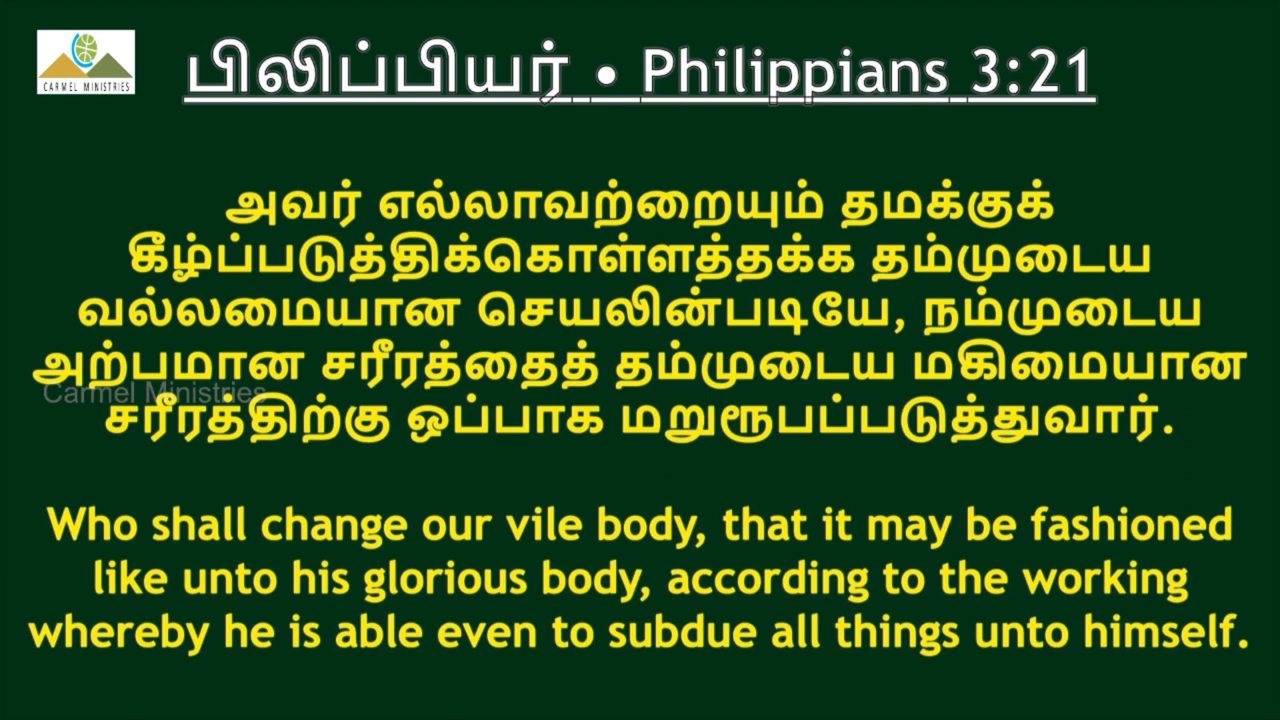 CARMEL MINISTRIES
பிலிப்பியர் • Philippians 3:21
அவர் எல்லாவற்றையும் தமக்குக்
கீழ்ப்படுத்திக்கொள்ளத்தக்க தம்முடைய
வல்லமையான செயலின்படியே, நம்முடைய
அற்பமான சரீரத்தைத் தம்முடைய மகிமையான
Carmel Ministries
சரீரத்திற்கு ஒப்பாக மறுரூபப்படுத்துவார்.
Who shall change our vile body, that it may be fashioned
like unto his glorious body, according to the working
whereby he is able even to subdue all things unto himself.